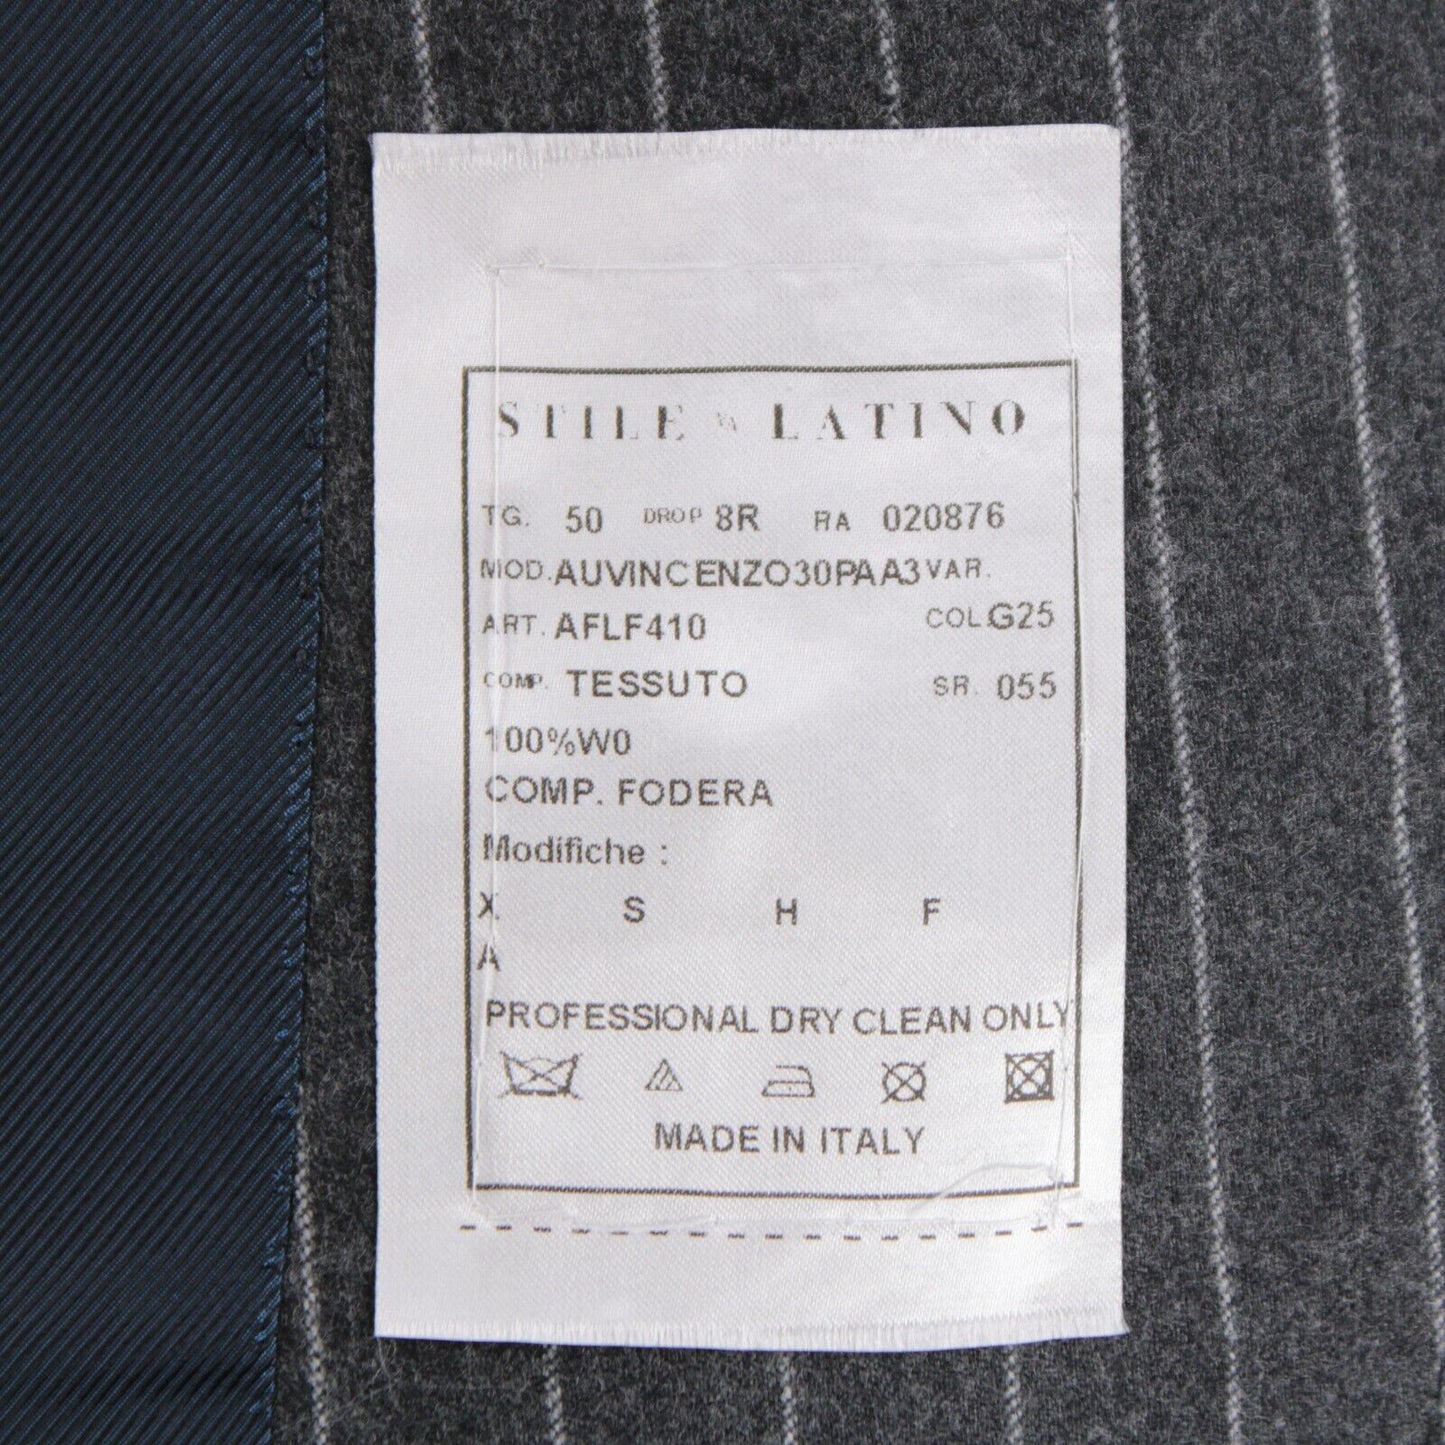 STILE LATINO
TG. 50 DROP 8R RA 020876
MOD. AUVINCENZO30PAA3 VAR.
ART. AFLF410 COL. G25
COMP. TESSUTO SR. 055
100%W0
COMP. FODERA
Modifiche :
X S H F
A
PROFESSIONAL DRY CLEAN ONLY
MADE IN ITALY